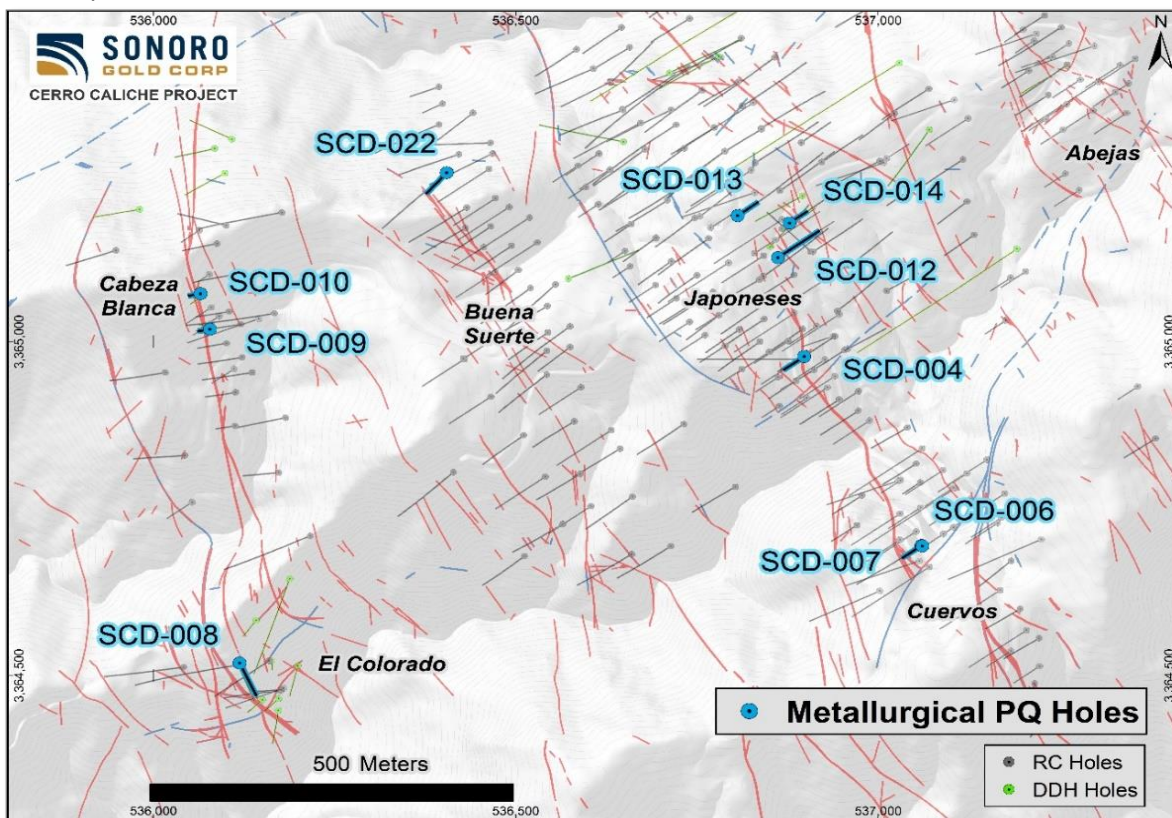 536,000
536,500
537,000
N
SONORO
GOLD CORP
CERRO CALICHE PROJECT
SCD-022
SCD-013
SCD-014
Abejas
SCD-010
Cabeza
Blanca
SCD-012
Japoneses
Buena
Suerte
SCD-009
3,365,000
3,365,000
SCD-004
SCD-006
SCD-007
Cuervos
SCD-008
El Colorado
3,364,500
3,364,500
Metallurgical PQ Holes
500 Meters
RC Holes
DDH Holes
536,000
536,500
537,000